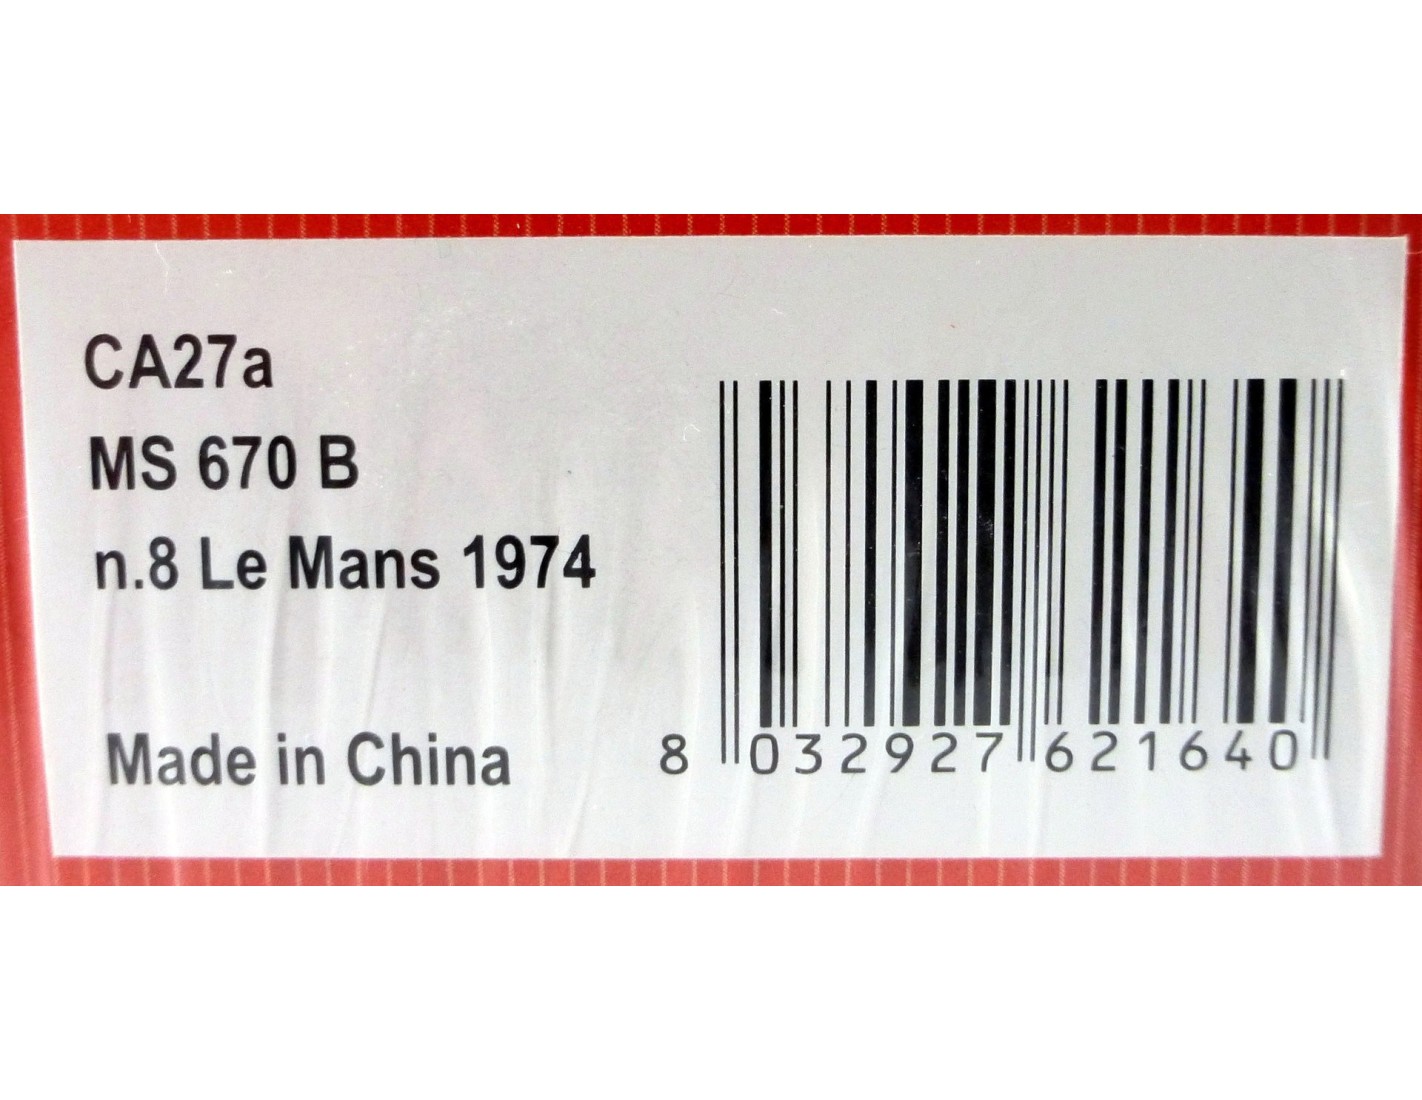 CA27a
MS 670 B
n.8 Le Mans 1974
Made in China
8 032927 621640